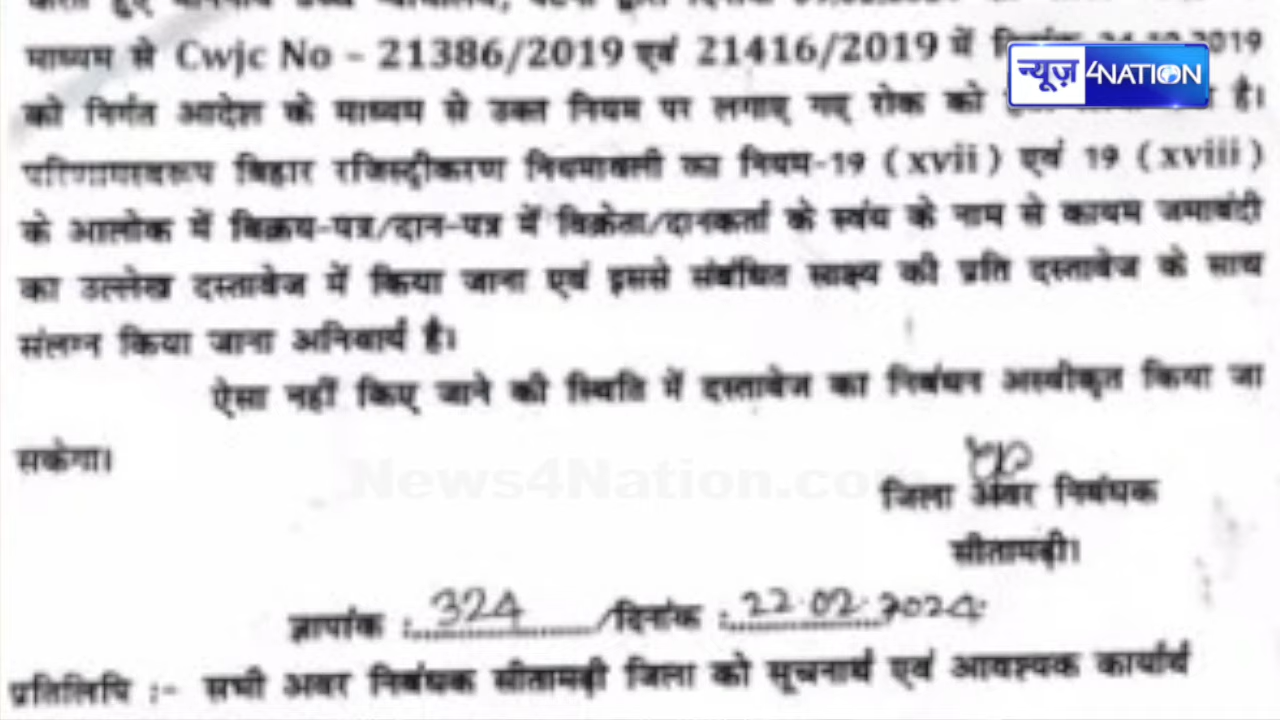 माध्यम से Cwjc No - 21386/2019 एवं 21416/2019 में 24.10.2019
न्यूज़ 4NATION
को निर्गत आदेश के माध्यम से उक्त नियम पर लगाए गए रोक को है।
परिणामस्वरूप बिहार रजिस्ट्रीकरण नियमावली का नियम-19 (xvii) एवं 19 (xviii)
के आलोक में विक्रय-पत्र/दान-पत्र में विक्रेता/दानकर्ता के स्वंय के नाम से कायम जमाबंदी
का उल्लेख दस्तावेज में किया जाना एवं इससे संबंधित साक्ष्य की प्रति दस्तावेज के साथ
संलग्न किया जाना अनिवार्य है।
ऐसा नहीं किए जाने की स्थिति में दस्तावेज का निबंधन अस्वीकृत किया जा
सकेगा।
News4Nation.com
जिला अवर निबंधक
सीतामढ़ी।
ज्ञापांक :324/दिनांक :22.02.2024
प्रतिलिपि :- सभी अवर निबंधक सीतामढ़ी जिला को सूचनार्थ एवं आवश्यक कार्यार्थ